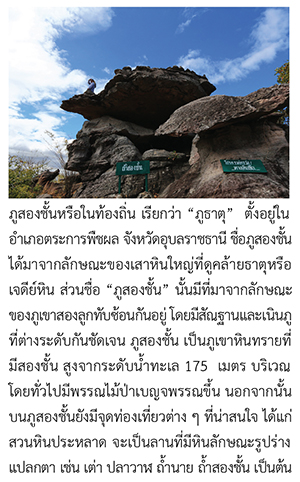 ถ้ำสองชั้น
ภูสองชั้นหรือในท้องถิ่น เรียกว่า “ภูธาตุ” ตั้งอยู่ใน
อำเภอตระการพืชผล จังหวัดอุบลราชธานี ชื่อภูสองชั้น
ได้มาจากลักษณะของเสาหินใหญ่ที่ดูคล้ายธาตุหรือ
เจดีย์หิน ส่วนชื่อ “ภูสองชั้น” นั้นมีที่มาจากลักษณะ
ของภูเขาสองลูกทับซ้อนกันอยู่ โดยมีสัณฐานและเนินภู
ที่ต่างระดับกันชัดเจน ภูสองชั้น เป็นภูเขาหินทรายที่
มีสองชั้น สูงจากระดับน้ำทะเล 175 เมตร บริเวณ
โดยทั่วไปมีพรรณไม้ป่าเบญจพรรณขึ้น นอกจากนั้น
บนภูสองชั้นยังมีจุดท่องเที่ยวต่าง ๆ ที่น่าสนใจ ได้แก่
สวนหินประหลาด จะเป็นลานที่มีหินลักษณะรูปร่าง
แปลกตา เช่น เต่า ปลาวาฬ ถ้ำนาย ถ้ำสองชั้น เป็นต้น